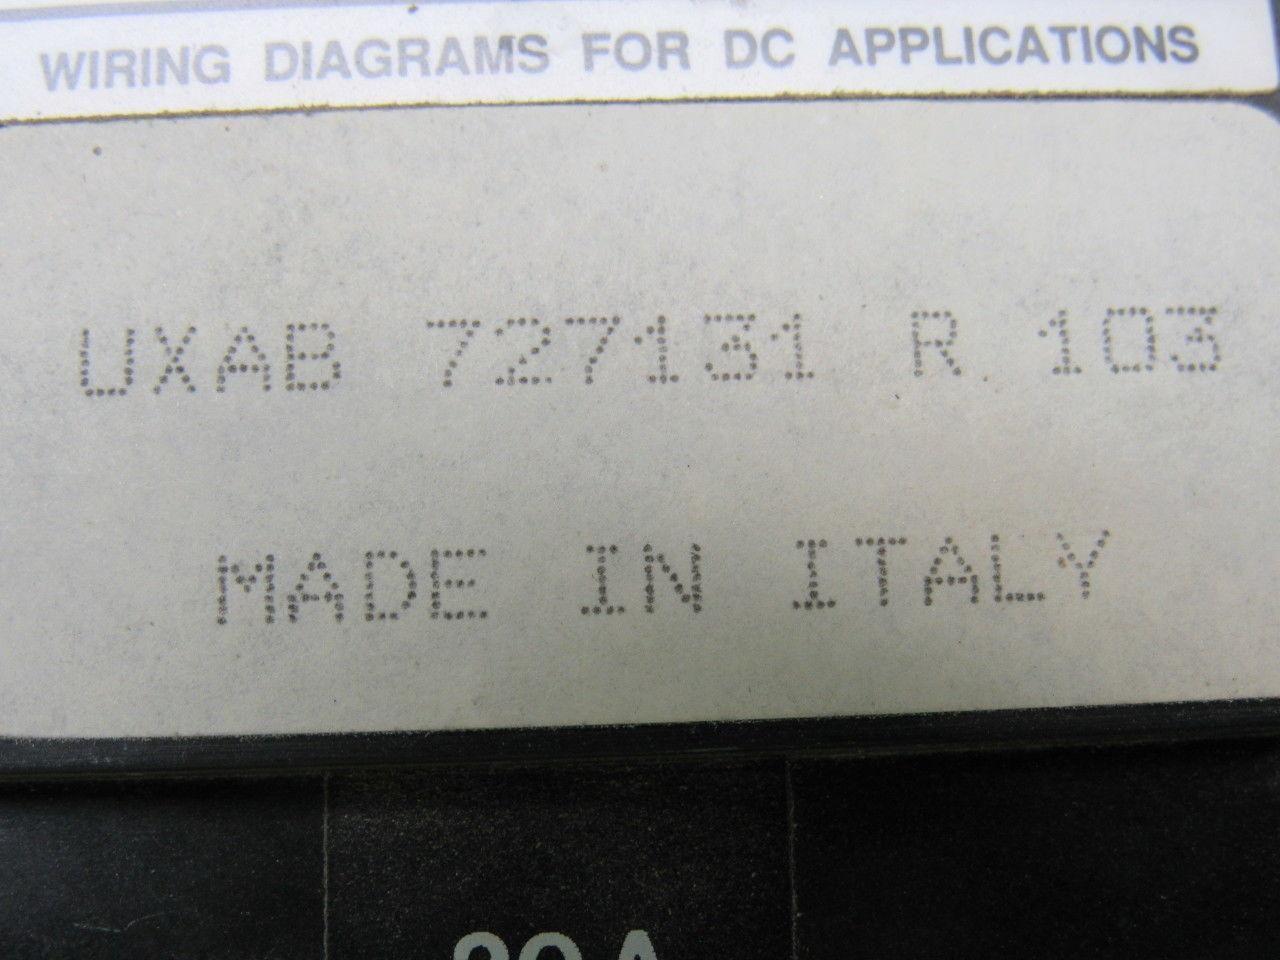 WIRING DIAGRAMS FOR DC APPLICATIONS
UXAB 727131 R 103
MADE IN ITALY